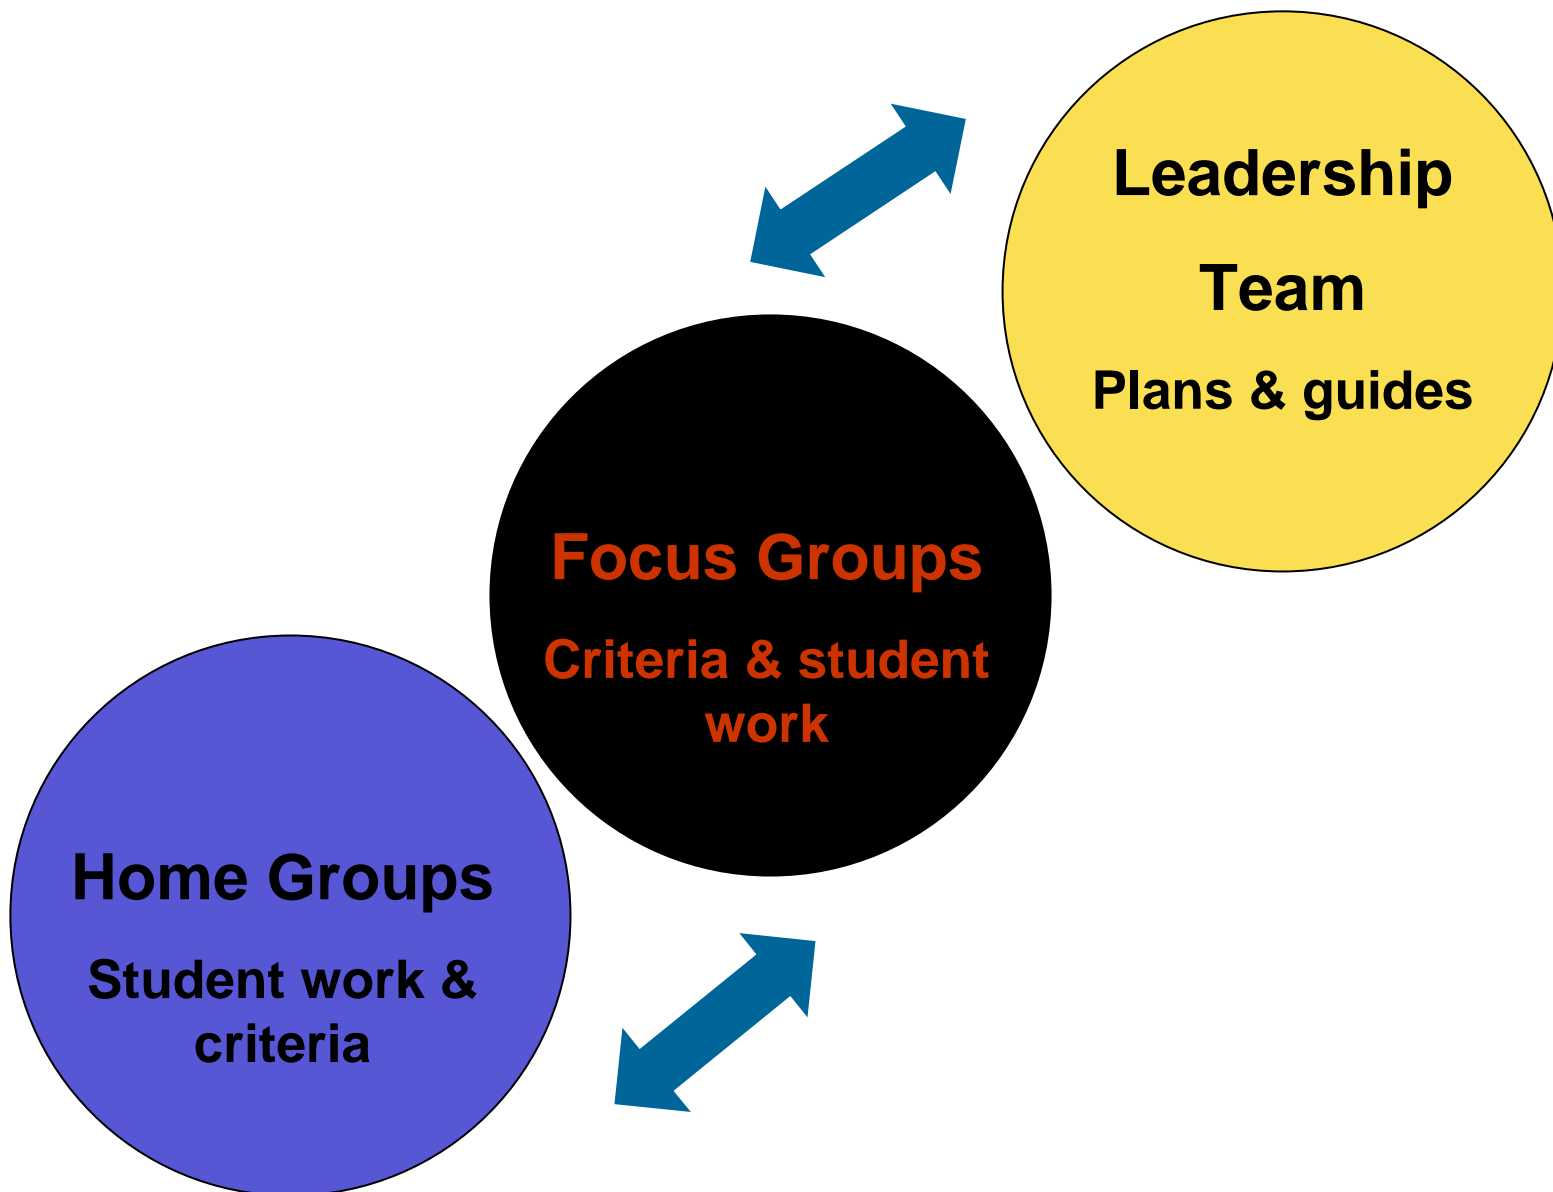 Leadership
Team
Plans & guides
Focus Groups
Criteria & student
work
Home Groups
Student work &
criteria